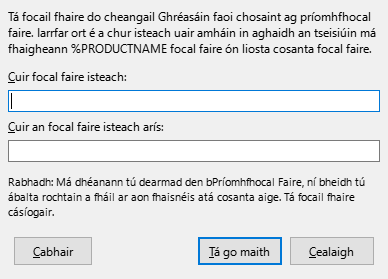 Tá focail fhaire do cheangail Ghréasáin faoi chosaint ag príomhfhocal
faire. Iarrfar ort é a chur isteach uair amháin in aghaidh an tseisiúin má
fhaigheann %PRODUCTNAME focal faire ón liosta cosanta focal faire.
Cuir focal faire isteach:
Cuir an focal faire isteach arís:
Rabhadh: Má dhéanann tú dearmad den bPríomhfhocal Faire, ní bheidh tú
ábalta rochtain a fháil ar aon fhaisnéis atá cosanta aige. Tá focail fhaire
cásíogair.
Cabhair
Tá go maith
Cealaigh